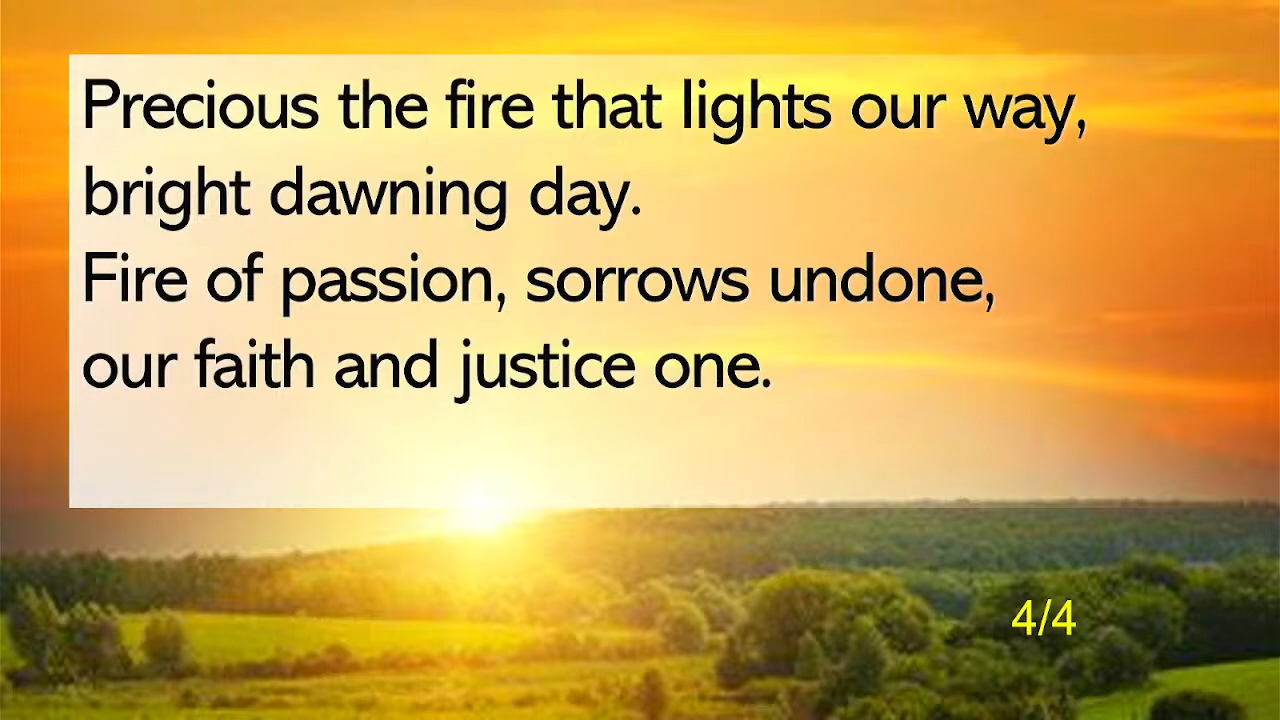 Precious the fire that lights our way,
bright dawning day.
Fire of passion, sorrows undone,
our faith and justice one.
4/4